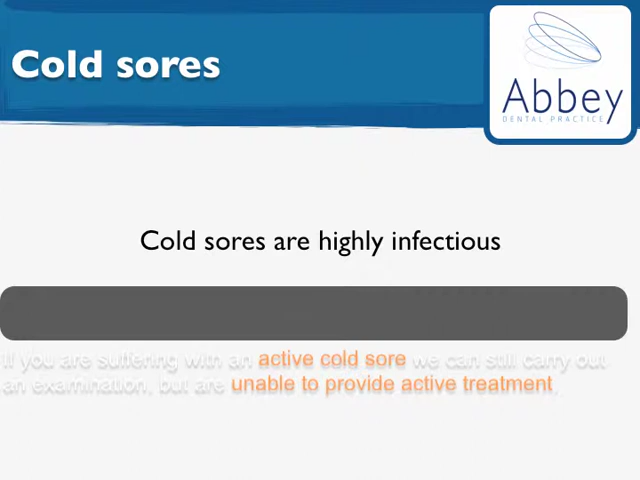 Cold sores
Abbey
DENTAL PRACTICE
Cold sores are highly infectious
If you are suffering with an active cold sore we can still carry out
an examination, but are unable to provide active treatment.